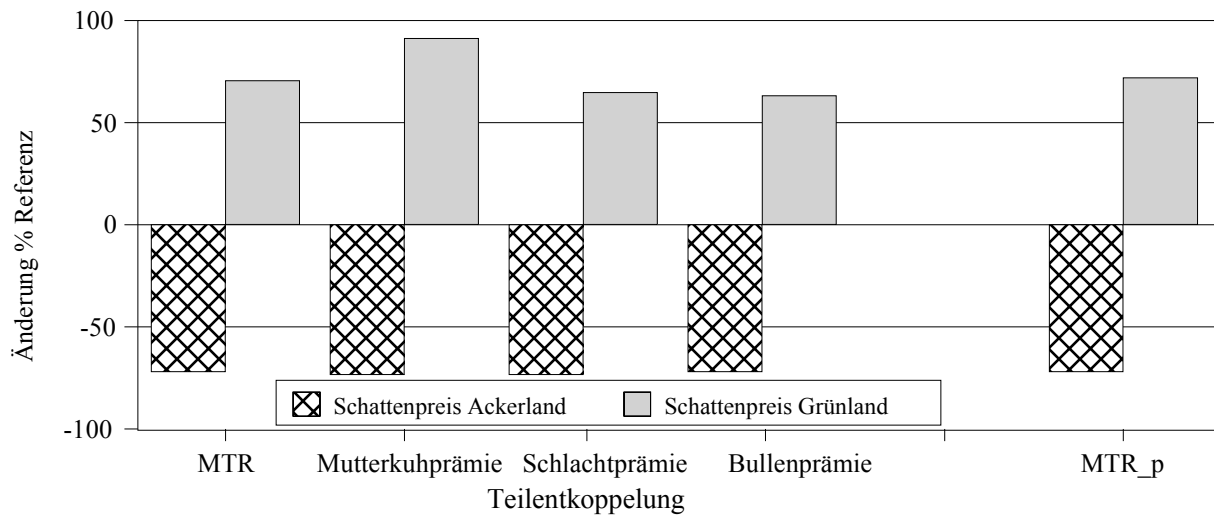 100
50
0
-50
-100
Änderung % Referenz
Schattenpreis Ackerland Schattenpreis Grünland
MTR Mutterkuhprämie Schlachtprämie Bullenprämie MTR_p
Teilentkoppelung